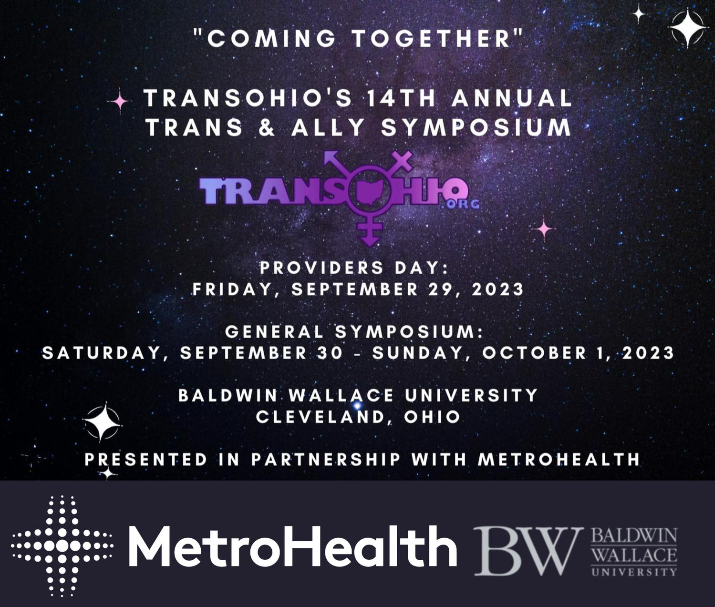 "COMING TOGETHER"
TRANSOHIO'S 14TH ANNUAL
TRANS & ALLY SYMPOSIUM
TRANSOHIO
.ORG
PROVIDERS DAY:
FRIDAY, SEPTEMBER 29, 2023
GENERAL SYMPOSIUM:
SATURDAY, SEPTEMBER 30 - SUNDAY, OCTOBER 1, 2023
BALDWIN WALLACE UNIVERSITY
CLEVELAND, OHIO
PRESENTED IN PARTNERSHIP WITH METROHEALTH
MetroHealth
BW
BALDWIN
WALLACE
UNIVERSITY